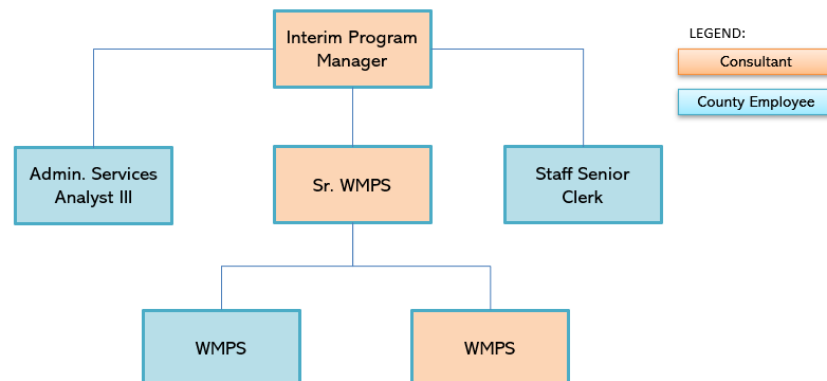 Interim Program
Manager
LEGEND:
Consultant
County Employee
Admin. Services
Analyst III
Sr. WMPS
Staff Senior
Clerk
WMPS
WMPS